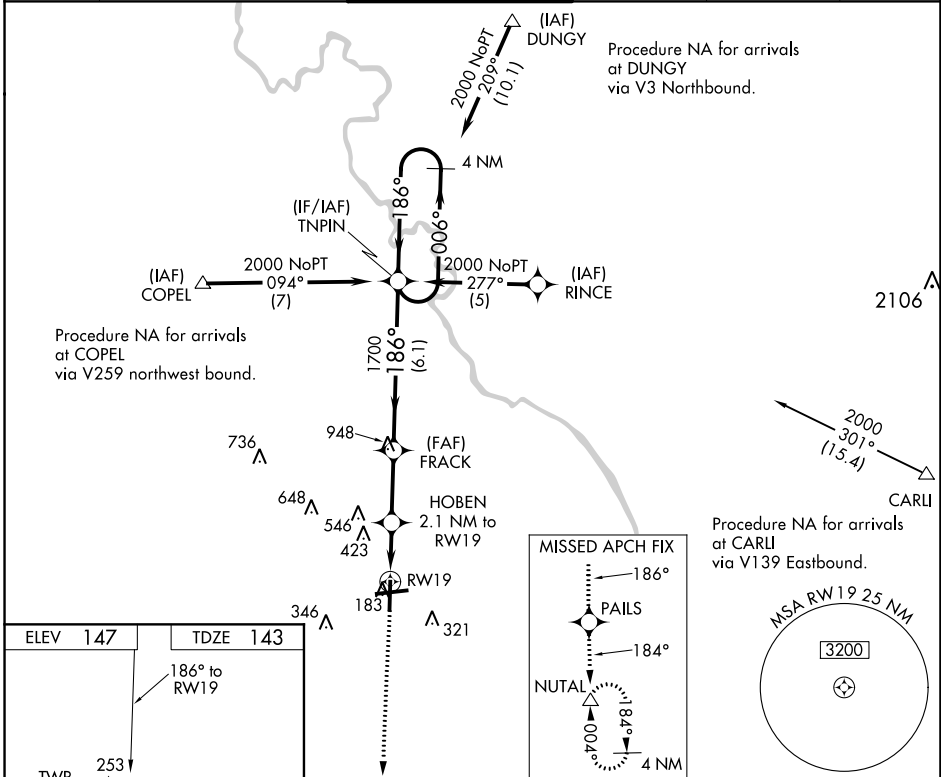 (IAF)
DUNGY
2000 NoPT
209°
(10.1)
Procedure NA for arrivals
at DUNGY
via V3 Northbound.
4 NM
186°
006°
(IF/IAF)
TNPIN
(IAF)
COPEL
2000 NoPT
094°
(7)
2000 NoPT
277°
(5)
(IAF)
RINCE
2106
Procedure NA for arrivals
at COPEL
via V259 northwest bound.
1700
186°
(6.1)
2000
301°
(15.4)
CARLI
736
948
(FAF)
FRACK
648
546
423
HOBEN
2.1 NM to
RW19
Procedure NA for arrivals
at CARLI
via V139 Eastbound.
RW19
183
346
321
MISSED APCH FIX
186°
PAILS
184°
NUTAL
184°
004°
4 NM
MSA RW19 25 NM
3200
ELEV 147
TDZE 143
186° to
RW19
253
TWR